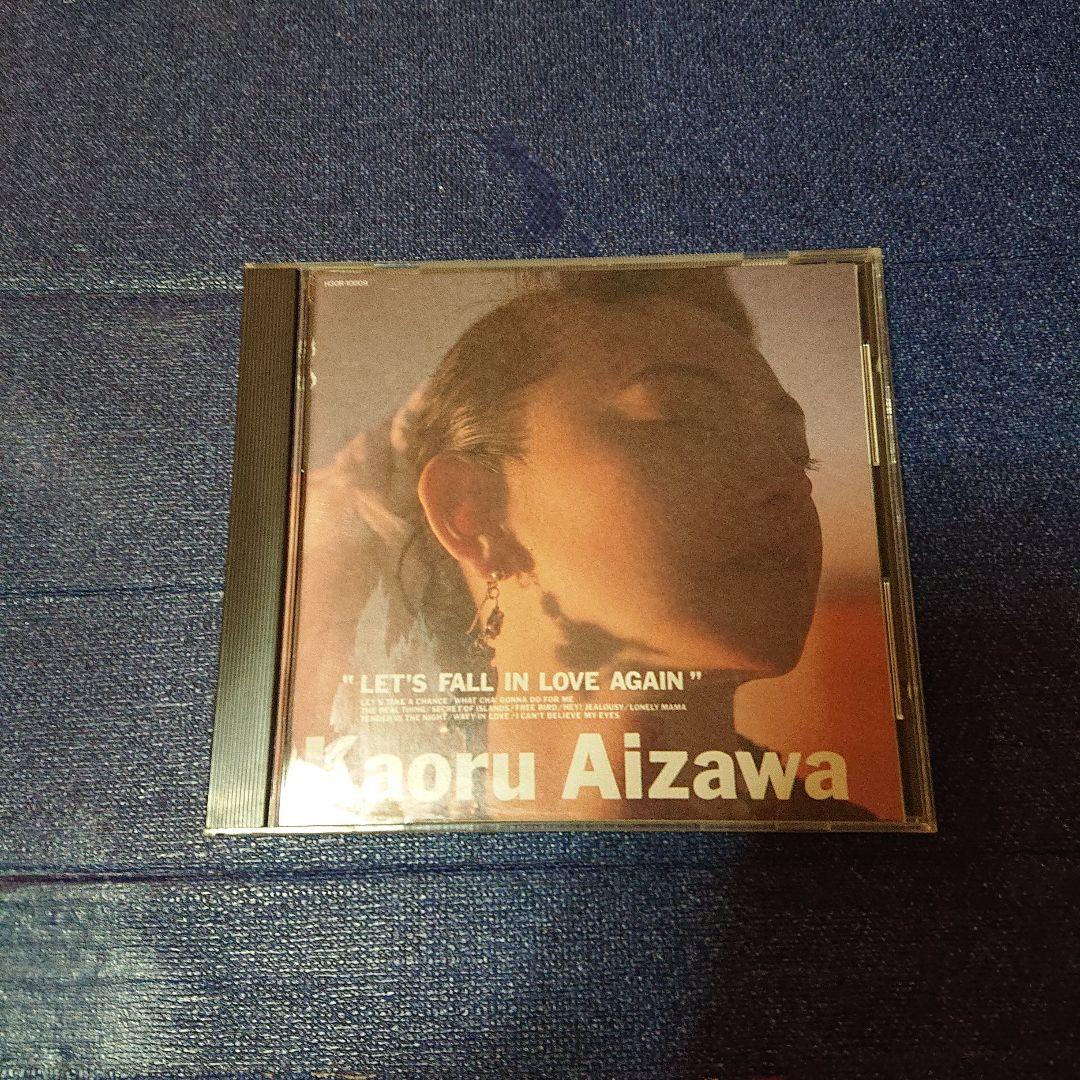 H30R-10009
" LET'S FALL IN LOVE AGAIN "
LET'S TAKE A CHANCE/WHAT CHA' GONNA DO FOR ME
THE REAL THING/SECRET OF ISLANDS/FREE BIRD/HEY! JEALOUSY/LONELY MAMA
TENDER IS THE NIGHT/WAVY IN LOVE/I CAN'T BELIEVE MY EYES
Kaoru Aizawa